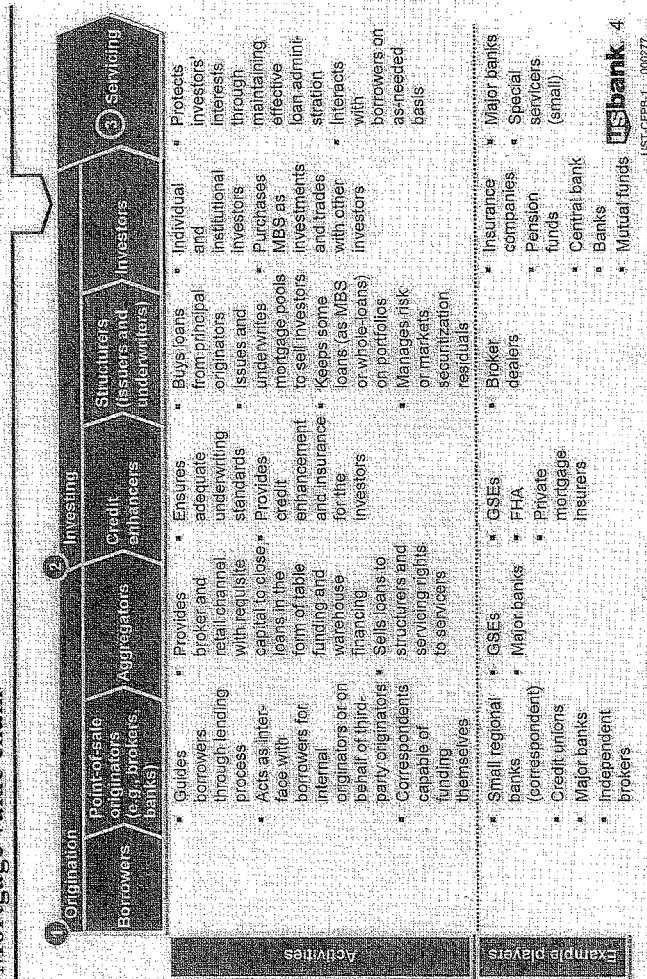 Mortgage value chain
1 Origination
2 Investing
3 Servicing
Borrowers
Point-of-sale
originators
(e.g., brokers,
banks)
Aggregators
Credit
enhancers
Structurers
(issuers and
underwriters)
Investors
Activities
▪ Guides
borrowers
through lending
process
▪ Acts as inter-
face with
borrowers for
internal
originators or on
behalf of third-
party originators
▪ Correspondents
capable of
funding
themselves
▪ Provides
broker and
retail channel
with requisite
capital to close
loans in the
form of table
funding and
warehouse
financing
▪ Sells loans to
structurers and
servicing rights
to servicers
▪ Ensures
adequate
underwriting
standards
▪ Provides
credit
enhancement
and insurance
for the
investors
▪ Buys loans
from principal
originators
▪ Issues and
underwrites
mortgage pools
to sell investors
▪ Keeps some
loans (as MBS
or whole-loans)
on portfolios
▪ Manages risk
or markets
securitization
residuals
▪ Individual
and
institutional
investors
▪ Purchases
MBS as
investments
and trades
with other
investors
▪ Protects
investors'
interests
through
maintaining
effective
loan admini-
stration
▪ Interacts
with
borrowers on
as-needed
basis
Example players
▪ Small regional
banks
(correspondent)
▪ Credit unions
▪ Major banks
▪ Independent
brokers
▪ GSEs
▪ Major banks
▪ GSEs
▪ FHA
▪ Private
mortgage
insurers
▪ Broker
dealers
▪ Insurance
companies
▪ Pension
funds
▪ Central bank
▪ Banks
▪ Mutual funds
▪ Major banks
▪ Special
servicers
(small)
usbank 4
000277